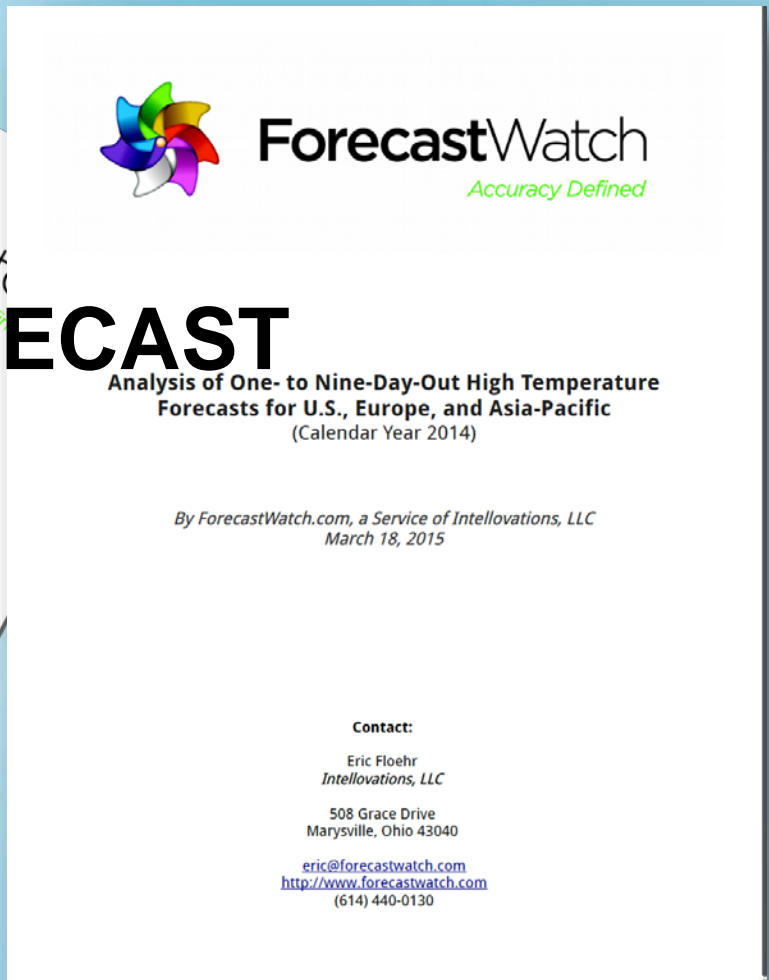 ForecastWatch
Accuracy Defined
ECAST
Analysis of One- to Nine-Day-Out High Temperature
Forecasts for U.S., Europe, and Asia-Pacific
(Calendar Year 2014)
By ForecastWatch.com, a Service of Intellovations, LLC
March 18, 2015
Contact:
Eric Floehr
Intellovations, LLC
508 Grace Drive
Marysville, Ohio 43040
eric@forecastwatch.com
http://www.forecastwatch.com
(614) 440-0130